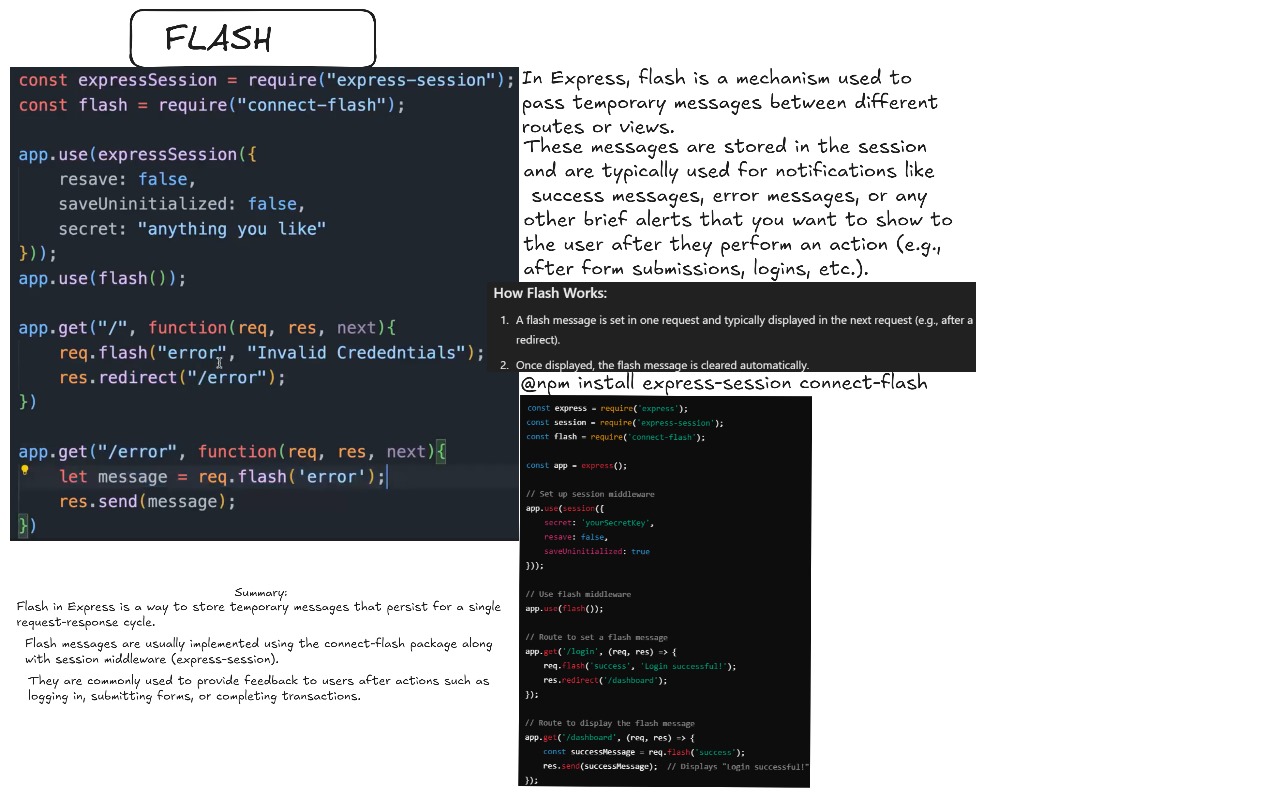 FLASH
const expressSession = require("express-session");
const flash = require("connect-flash");
app.use(expressSession({
    resave: false,
    saveUninitialized: false,
    secret: "anything you like"
}));
app.use(flash());
app.get("/", function(req, res, next){
    req.flash("error", "Invalid Crededntials");
    res.redirect("/error");
})
app.get("/error", function(req, res, next){
    let message = req.flash('error');
    res.send(message);
})
In Express, flash is a mechanism used to
pass temporary messages between different
routes or views.
These messages are stored in the session
and are typically used for notifications like
success messages, error messages, or any
other brief alerts that you want to show to
the user after they perform an action (e.g.,
after form submissions, logins, etc.).
How Flash Works:
1. A flash message is set in one request and typically displayed in the next request (e.g., after a
redirect).
2. Once displayed, the flash message is cleared automatically.
@npm install express-session connect-flash
const express = require('express');
const session = require('express-session');
const flash = require('connect-flash');
const app = express();
// Set up session middleware
app.use(session({
    secret: 'yourSecretKey',
    resave: false,
    saveUninitialized: true
}));
// Use flash middleware
app.use(flash());
// Route to set a flash message
app.get('/login', (req, res) => {
    req.flash('success', 'Login successful!');
    res.redirect('/dashboard');
});
// Route to display the flash message
app.get('/dashboard', (req, res) => {
    const successMessage = req.flash('success');
    res.send(successMessage);  // Displays "Login successful!"
});
Summary:
Flash in Express is a way to store temporary messages that persist for a single
request-response cycle.
Flash messages are usually implemented using the connect-flash package along
with session middleware (express-session).
They are commonly used to provide feedback to users after actions such as
logging in, submitting forms, or completing transactions.